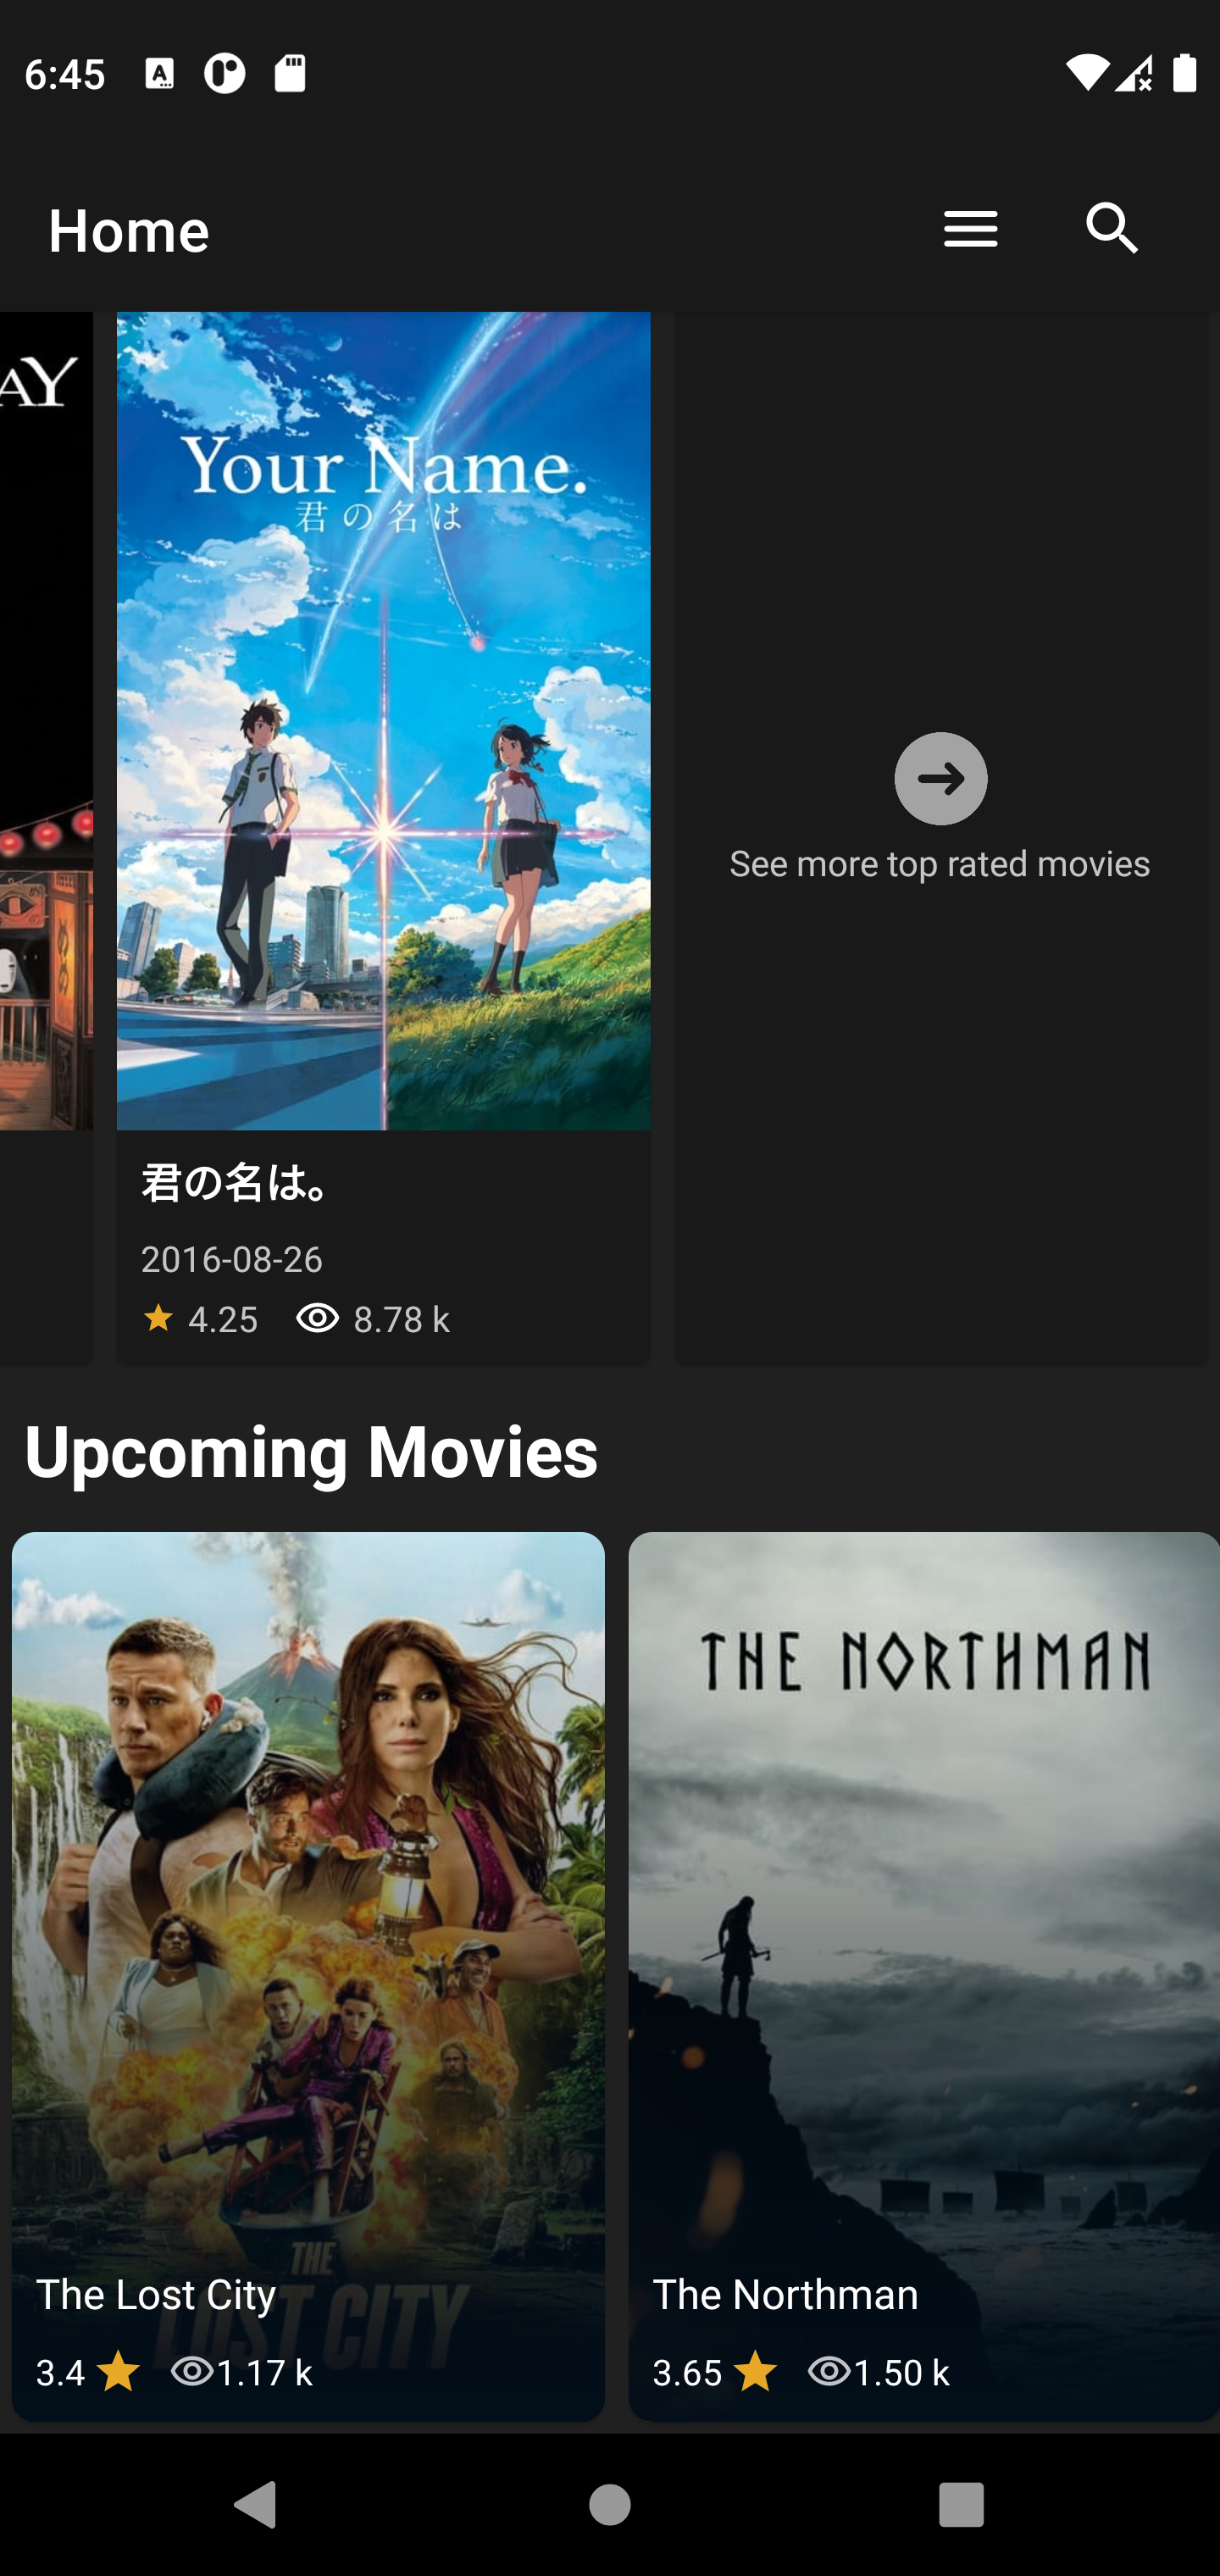 6:45
Home
AY
Your Name.
君の名は
See more top rated movies
君の名は。
2016-08-26
4.25 8.78 k
Upcoming Movies
THE NORTHMAN
THE
LOST CITY
The Lost City
The Northman
3.4 1.17 k
3.65 1.50 k